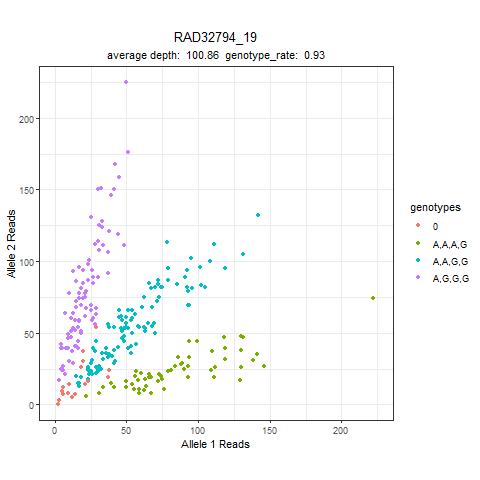 RAD32794_19
average depth:  100.86  genotype_rate:  0.93
Allele 2 Reads
200
150
100
50
0
0 50 100 150 200
Allele 1 Reads
genotypes
0
A,A,A,G
A,A,G,G
A,G,G,G